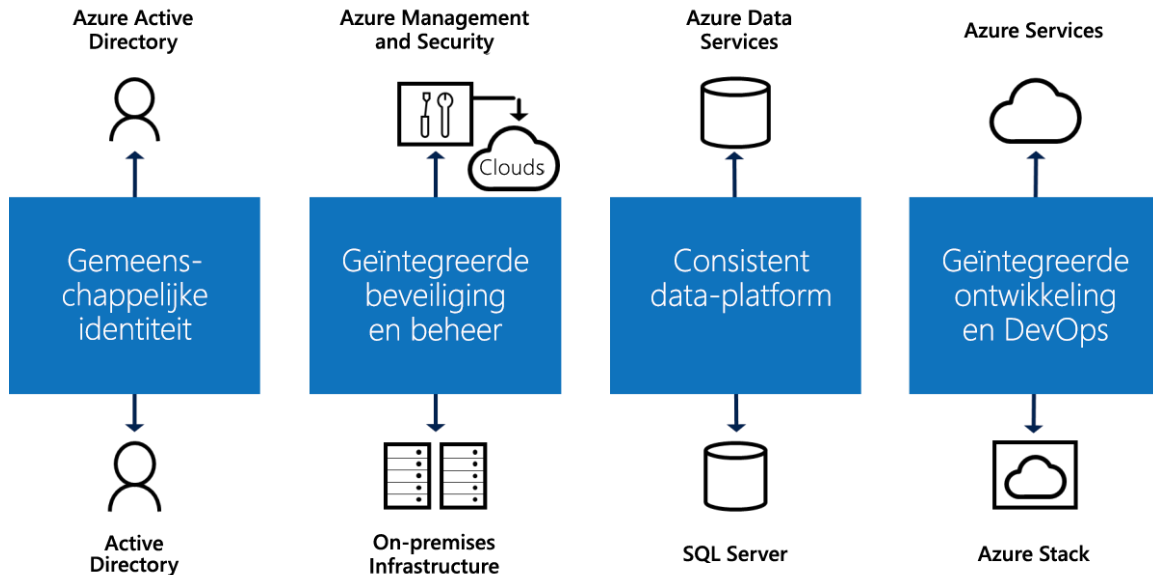 Azure Active
Directory
Azure Management
and Security
Azure Data
Services
Azure Services
Clouds
Gemeens-
chappelijke
identiteit
Geïntegreerde
beveiliging
en beheer
Consistent
data-platform
Geïntegreerde
ontwikkeling
en DevOps
Active
Directory
On-premises
Infrastructure
SQL Server
Azure Stack